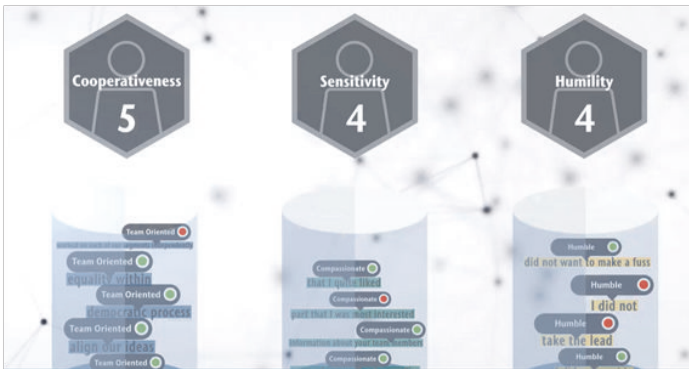 Cooperativeness
5
Sensitivity
4
Humility
4
Team Oriented
Team Oriented
equality within
Team Oriented
democratic process
Team Oriented
align our ideas
Team Oriented
Compassionate
that I quite liked
Compassionate
part that I was most interested
Compassionate
information about your team members
Compassionate
Humble
did not want to make a fuss
Humble
I did not
Humble
take the lead
Humble